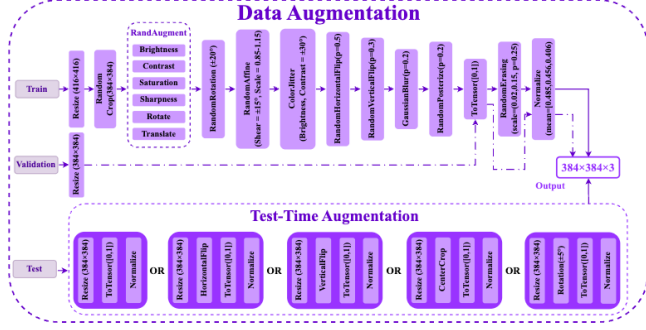 Data Augmentation
Train
Resize (416×416)
Random
Crop(384×384)
RandAugment
Brightness
Contrast
Saturation
Sharpness
Rotate
Translate
RandomRotation (±20°)
RandomAffine
(Shear = ±15°, Scale = 0.85-1.15)
ColorJitter
(Brightness, Contrast = ±30°)
RandomHorizontalFlip(p=0.5)
RandomVerticalFlip(p=0.3)
GaussianBlur(p=0.2)
RandomPosterize(p=0.2)
ToTensor([0,1])
RandomErasing
(scale=(0.02,0.15, p=0.25)
Normalize
(mean=[0.485,0.456,0.406)
Validation
Resize (384×384)
384×384×3
Output
Test-Time Augmentation
Test
Resize (384×384)
ToTensor([0,1])
Normalize
OR
Resize (384×384)
HorizontalFlip
ToTensor([0,1])
Normalize
OR
Resize (384×384)
VerticalFlip
ToTensor([0,1])
Normalize
OR
Resize (384×384)
CenterCrop
ToTensor([0,1])
Normalize
OR
Resize (384×384)
Rotation(±5°)
ToTensor([0,1])
Normalize